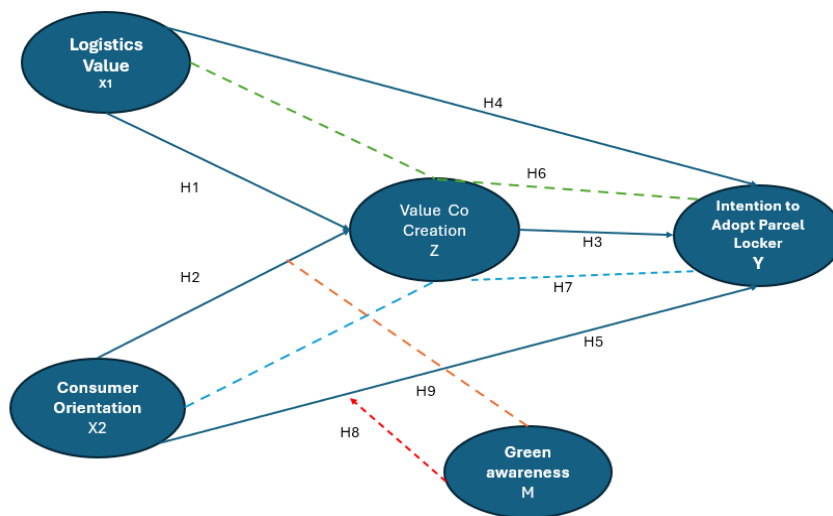 Logistics
Value
X1
H4
H1
H6
Value Co
Creation
Z
Intention to
Adopt Parcel
Locker
Y
H3
H2
H7
H5
Consumer
Orientation
X2
H9
H8
Green
awareness
M